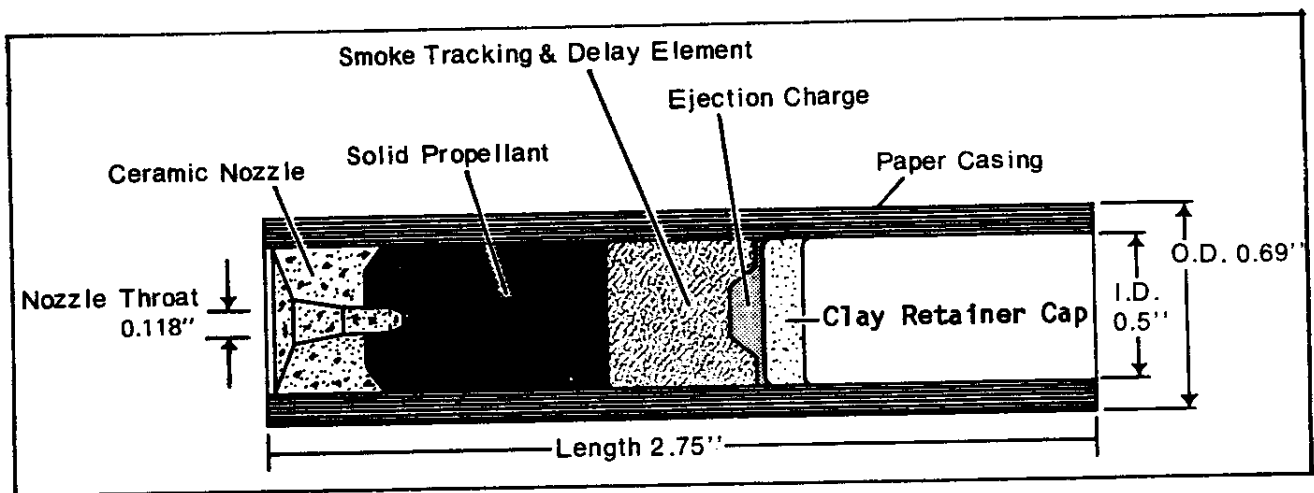 Smoke Tracking & Delay Element
Ejection Charge
Solid Propellant
Paper Casing
Ceramic Nozzle
Nozzle Throat
0.118"
O.D. 0.69"
I.D.
0.5"
Clay Retainer Cap
Length 2.75"